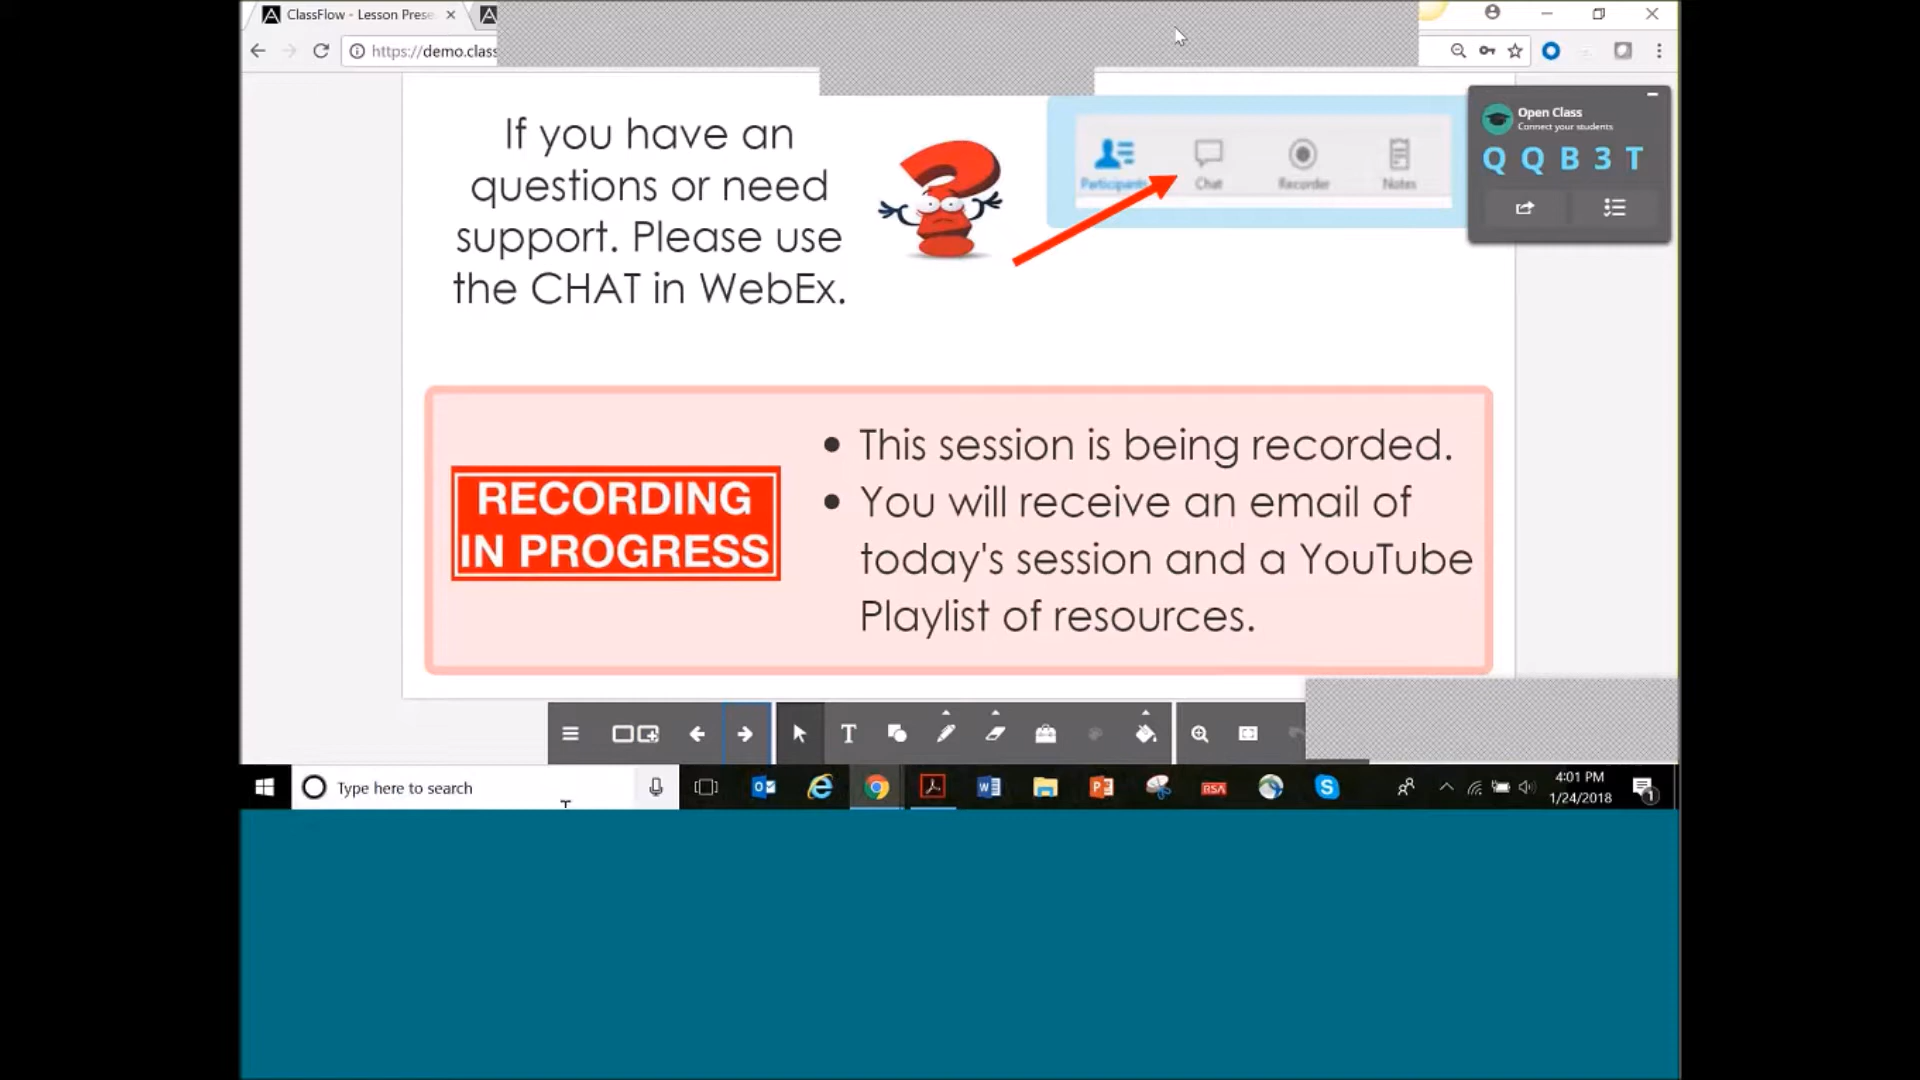 ClassFlow - Lesson Prese
https://demo.class
If you have an
questions or need
support. Please use
the CHAT in WebEx.
Participants
Chat
Recorder
Notes
Open Class
Connect your students
Q Q B 3 T
RECORDING
IN PROGRESS
• This session is being recorded.
• You will receive an email of
today's session and a YouTube
Playlist of resources.
T
Type here to search
RSA
4:01 PM
1/24/2018
1